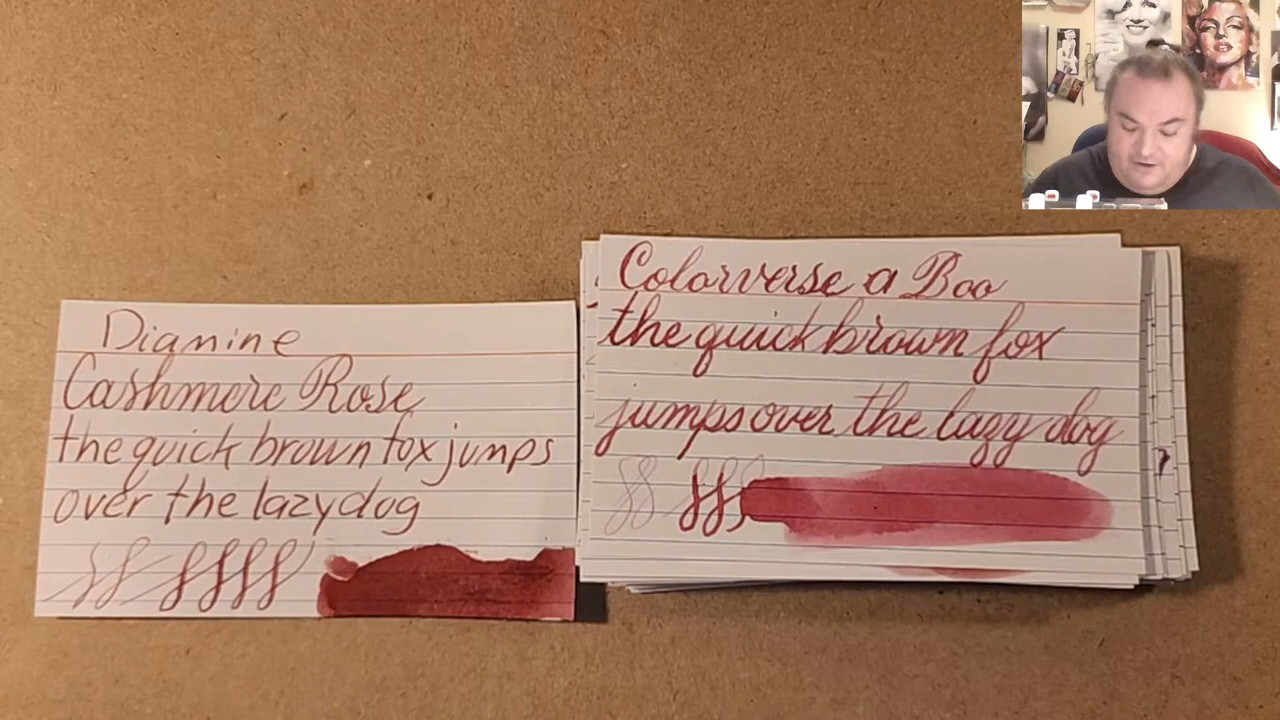 Diamine
Cashmere Rose
the quick brown fox jumps
over the lazy dog
Colorverse a Boo
the quick brown fox
jumps over the lazy dog